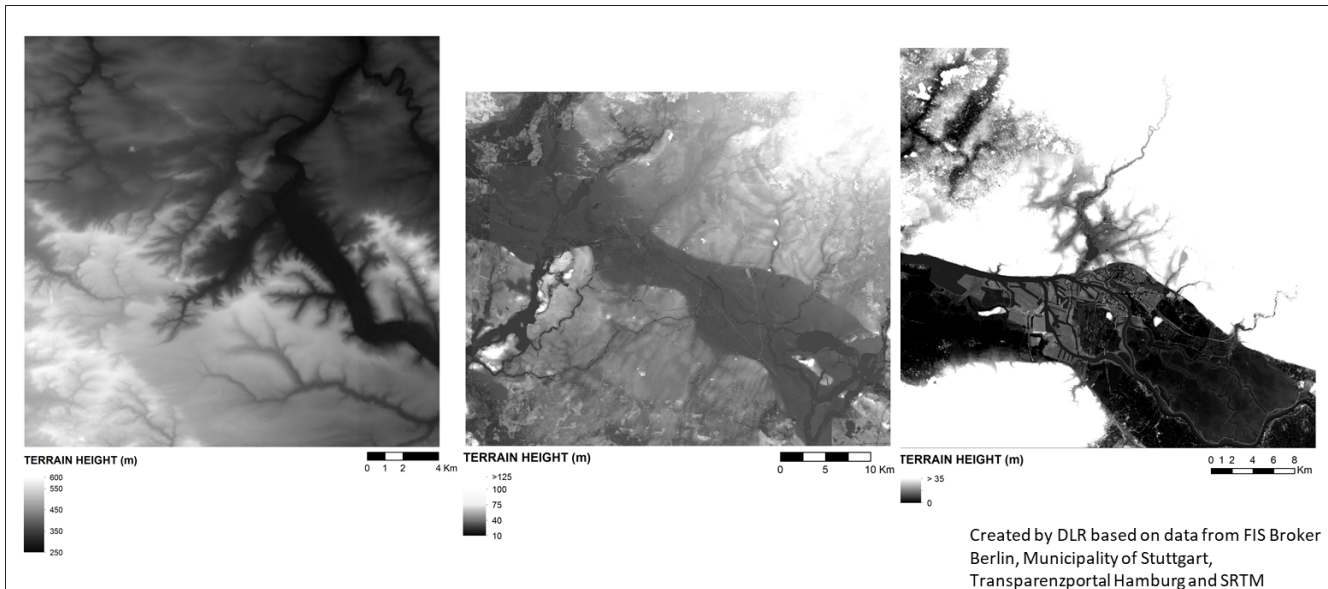 TERRAIN HEIGHT (m)
600
550
450
350
250
0 1 2 4 Km
TERRAIN HEIGHT (m)
>125
100
75
40
10
0 5 10 Km
TERRAIN HEIGHT (m)
> 35
0
0 1 2 4 6 8
Km
Created by DLR based on data from FIS Broker
Berlin, Municipality of Stuttgart,
Transparenzportal Hamburg and SRTM